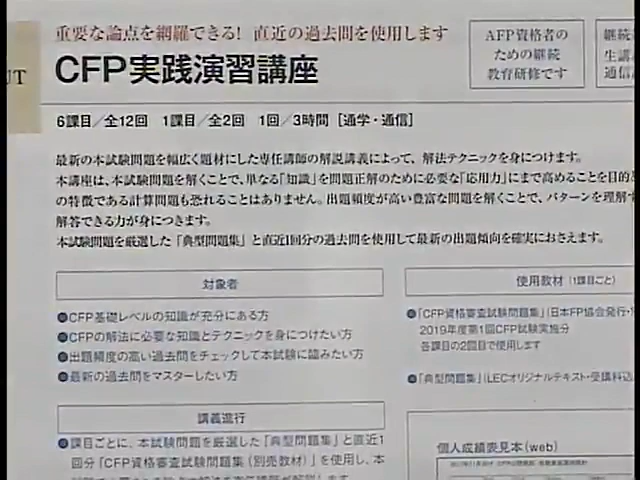 重要な論点を網羅できる! 直近の過去問を使用します
CFP実践演習講座
AFP資格者の
ための継続
教育研修です
継続
生講
通信
UT
6課目/全12回 1課目/全2回 1回/3時間 [通学・通信]
最新の本試験問題を幅広く題材にした専任講師の解説講義によって、解法テクニックを身につけます。
本講座は、本試験問題を解くことで、単なる「知識」を問題正解のために必要な「応用力」にまで高めることを目的
の特徴である計算問題も恐れることはありません。出題頻度が高い豊富な問題を解くことで、パターンを理解
解答できる力が身につきます。
本試験問題を厳選した「典型問題集」と直近1回分の過去問を使用して最新の出題傾向を確実におさえます。
対象者
●CFP基礎レベルの知識が充分にある方
●CFPの解法に必要な知識とテクニックを身につけたい方
●出題頻度の高い過去問をチェックして本試験に臨みたい方
●最新の過去問をマスターしたい方
講義進行
●課目ごとに、本試験問題を厳選した「典型問題集」と直近1
回分「CFP資格審査試験問題集(別売教材)」を使用し、本
使用教材(1課目ごと)
●「CFP資格審査試験問題集」(日本FP協会発行・
2019年度第1回CFP試験実施分
各課目の2回目で使用します
●「典型問題集」(LECオリジナルテキスト・受講料込
個人成績表見本(web)